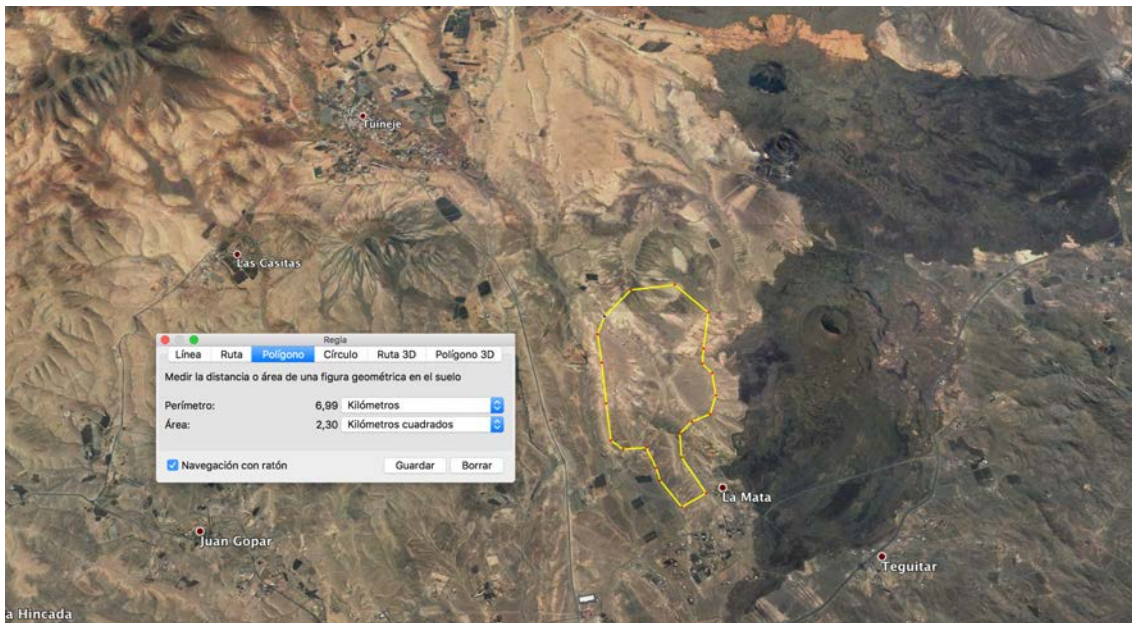 Tuineje
Las Casitas
Regla
Línea Ruta Polígono Círculo Ruta 3D Polígono 3D
Medir la distancia o área de una figura geométrica en el suelo
Perímetro: 6,99 Kilómetros
Área: 2,30 Kilómetros cuadrados
Navegación con ratón Guardar Borrar
La Mata
Juan Gopar
Teguitar
a Hincada